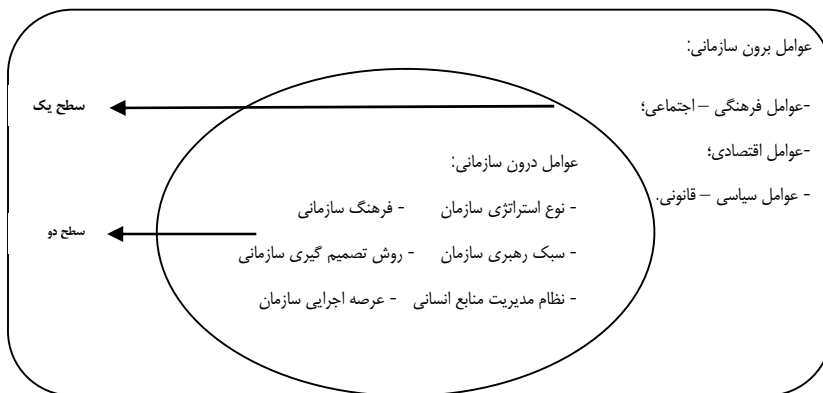 عوامل برون سازمانی:
-عوامل فرهنگی – اجتماعی؛
-عوامل اقتصادی؛
- عوامل سیاسی – قانونی.
سطح یک
عوامل درون سازمانی:
- نوع استراتژی سازمان - فرهنگ سازمانی
- سبک رهبری سازمان - روش تصمیم گیری سازمانی
- نظام مدیریت منابع انسانی - عرصه اجرایی سازمان
سطح دو